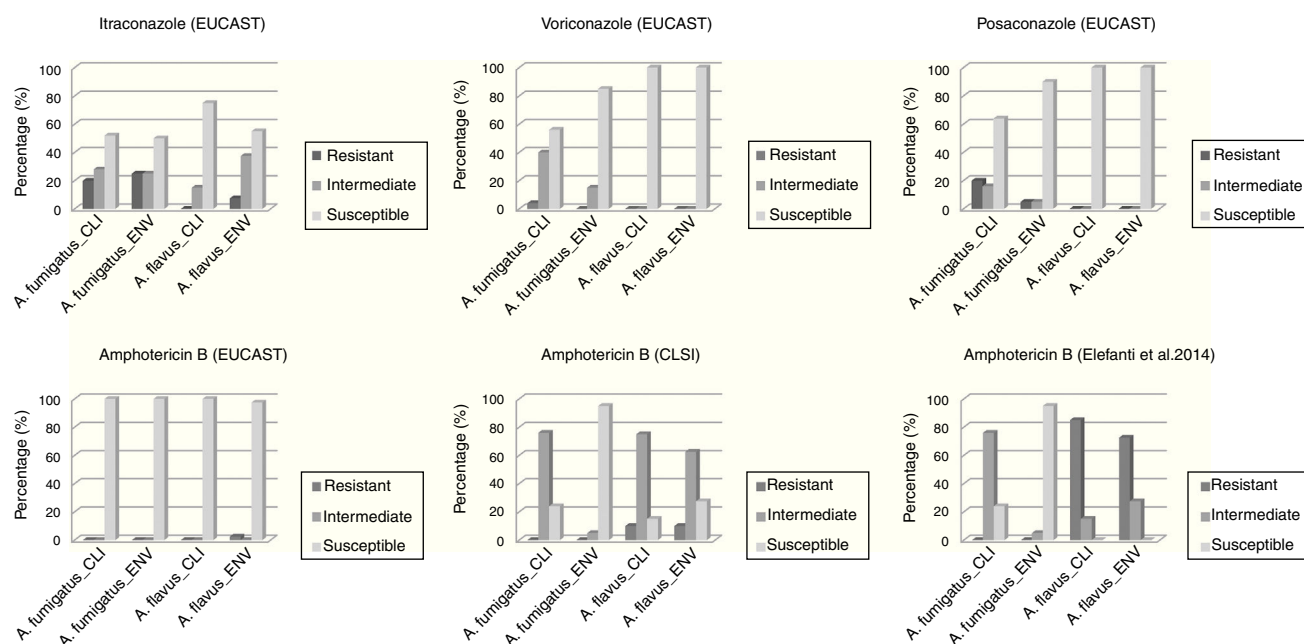 Itraconazole (EUCAST)
Percentage (%)
100
80
60
40
20
0
A. fumigatus_CLI
A. fumigatus_ENV
A. flavus_CLI
A. flavus_ENV
Resistant
Intermediate
Susceptible
Voriconazole (EUCAST)
Percentage (%)
100
80
60
40
20
0
A. fumigatus_CLI
A. fumigatus_ENV
A. flavus_CLI
A. flavus_ENV
Resistant
Intermediate
Susceptible
Posaconazole (EUCAST)
Percentage (%)
100
80
60
40
20
0
A. fumigatus_CLI
A. fumigatus_ENV
A. flavus_CLI
A. flavus_ENV
Resistant
Intermediate
Susceptible
Amphotericin B (EUCAST)
Percentage (%)
100
80
60
40
20
0
A. fumigatus_CLI
A. fumigatus_ENV
A. flavus_CLI
A. flavus_ENV
Resistant
Intermediate
Susceptible
Amphotericin B (CLSI)
Percentage (%)
100
80
60
40
20
0
A. fumigatus_CLI
A. fumigatus_ENV
A. flavus_CLI
A. flavus_ENV
Resistant
Intermediate
Susceptible
Amphotericin B (Elefanti et al.2014)
Percentage (%)
100
80
60
40
20
0
A. fumigatus_CLI
A. fumigatus_ENV
A. flavus_CLI
A. flavus_ENV
Resistant
Intermediate
Susceptible